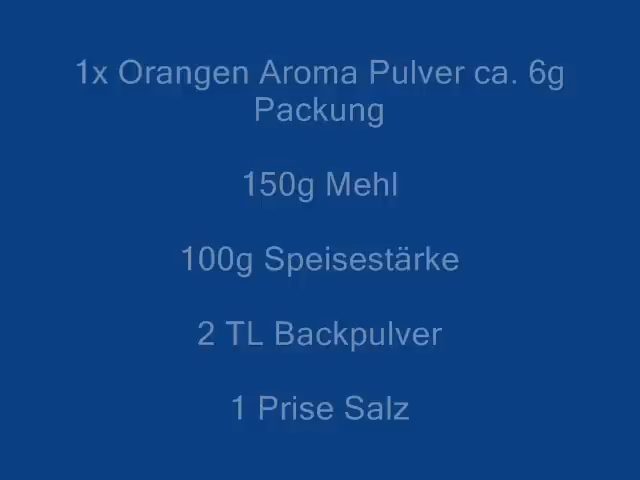 1x Orangen Aroma Pulver ca. 6g
Packung
150g Mehl
100g Speisestärke
2 TL Backpulver
1 Prise Salz